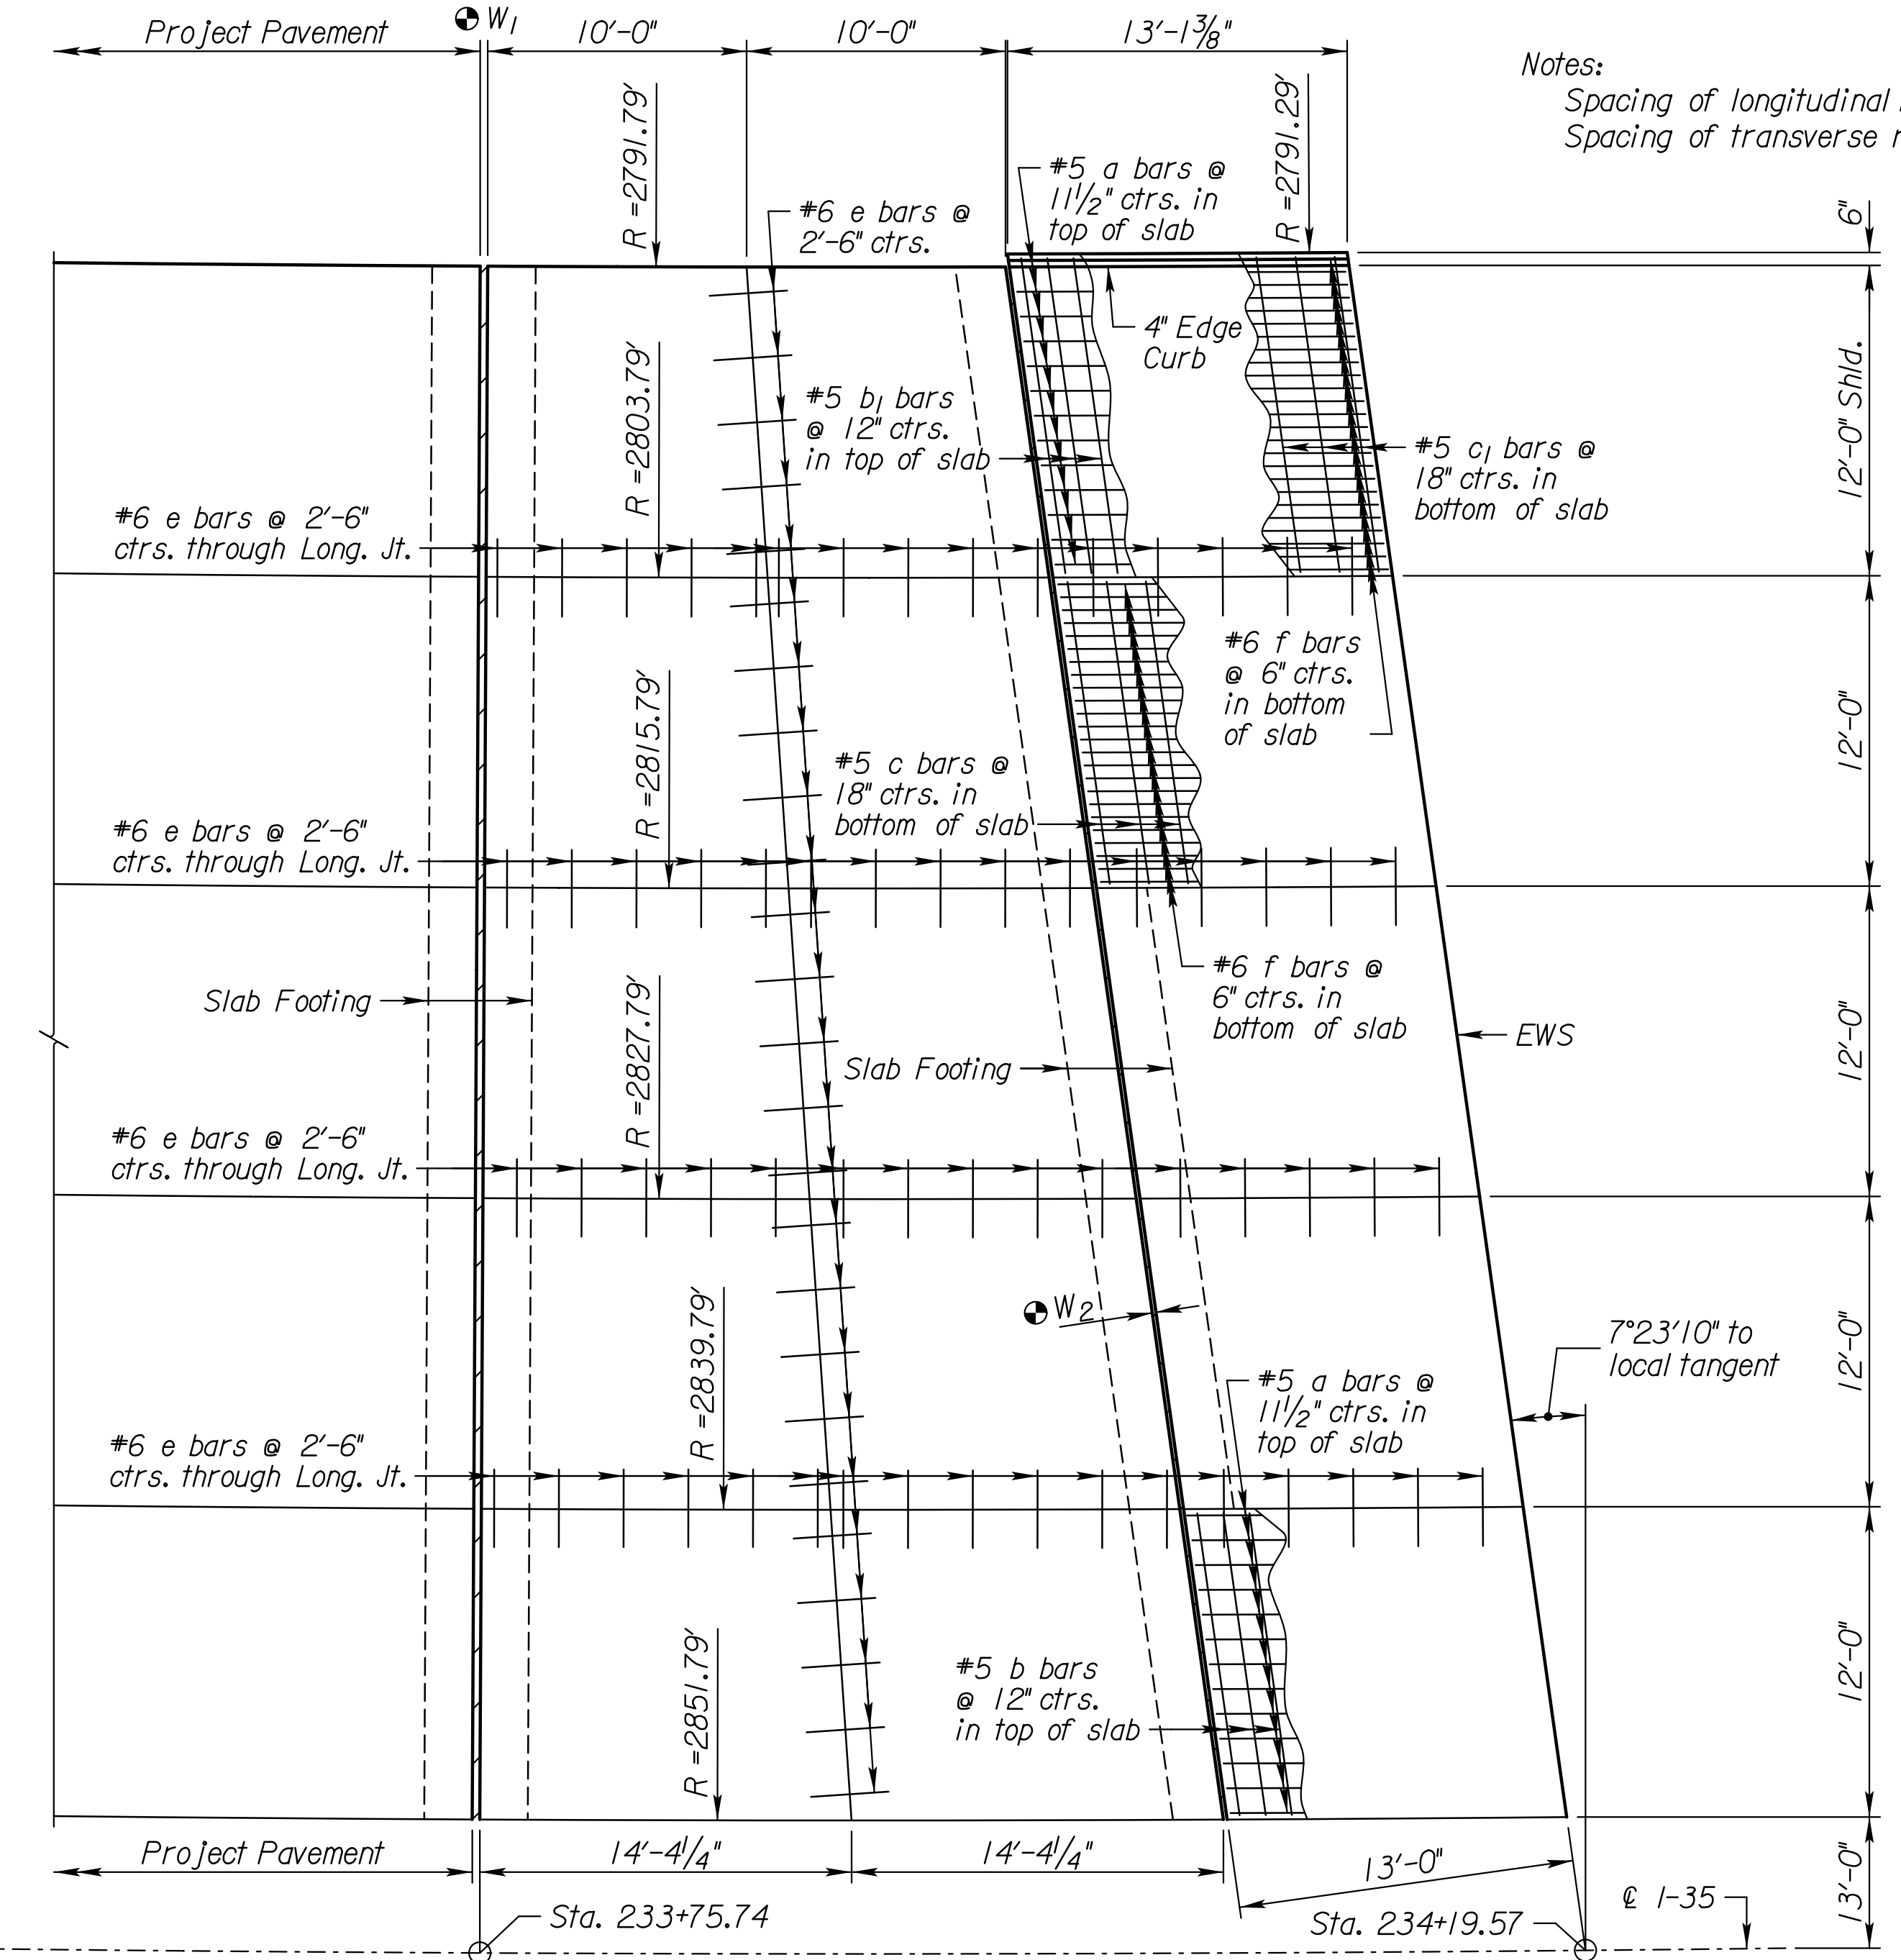 Project Pavement
W1
10'-0"
10'-0"
13'-1 3/8"
Notes:
Spacing of longitudinal
Spacing of transverse
R =2791.79'
R =2791.29'
6"
#5 a bars @
11 1/2" ctrs. in
top of slab
#6 e bars @
2'-6" ctrs.
4" Edge
Curb
12'-0" Shld.
R =2803.79'
#5 b1 bars
@ 12" ctrs.
in top of slab
#5 c1 bars @
18" ctrs. in
bottom of slab
#6 e bars @ 2'-6"
ctrs. through Long. Jt.
#6 f bars
@ 6" ctrs.
in bottom
of slab
12'-0"
R =2815.79'
#5 c bars @
18" ctrs. in
bottom of slab
#6 e bars @ 2'-6"
ctrs. through Long. Jt.
#6 f bars @
6" ctrs. in
bottom of slab
Slab Footing
12'-0"
EWS
R =2827.79'
Slab Footing
#6 e bars @ 2'-6"
ctrs. through Long. Jt.
W2
12'-0"
7°23'10" to
local tangent
R =2839.79'
#5 a bars @
11 1/2" ctrs. in
top of slab
#6 e bars @ 2'-6"
ctrs. through Long. Jt.
R =2851.79'
#5 b bars
@ 12" ctrs.
in top of slab
12'-0"
Project Pavement
14'-4 1/4"
14'-4 1/4"
13'-0"
13'-0"
℄ I-35
Sta. 233+75.74
Sta. 234+19.57